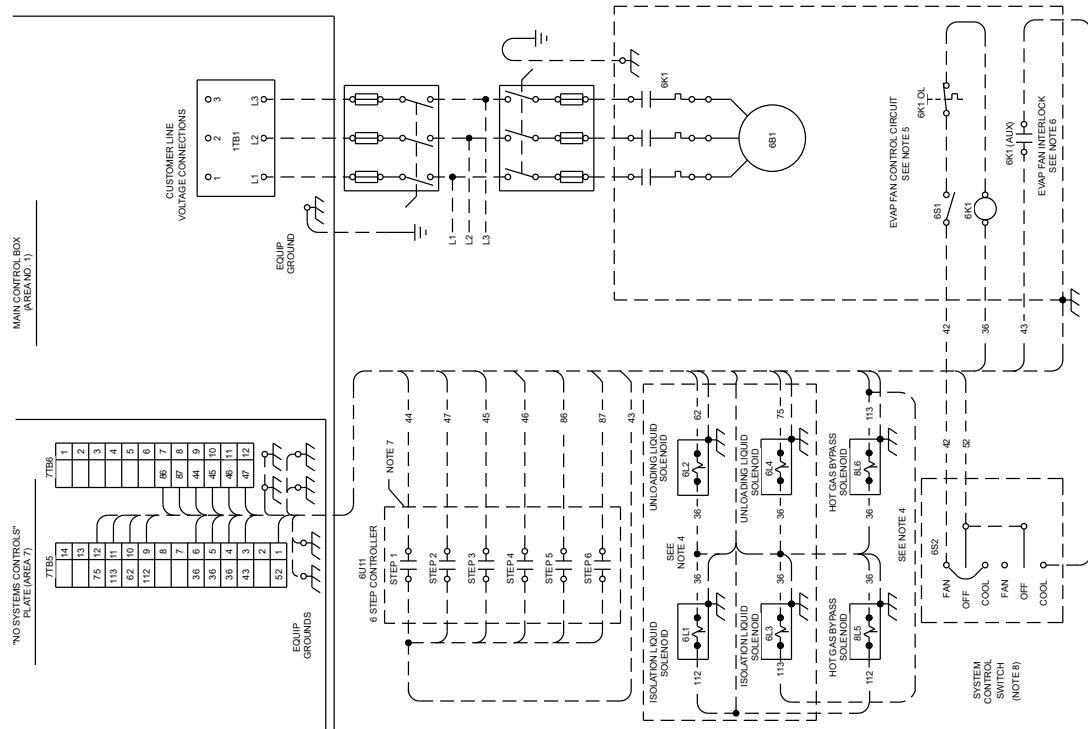 MAIN CONTROL BOX
(AREA NO. 1)
"NO SYSTEMS CONTROLS"
PLATE (AREA 7)
CUSTOMER LINE
VOLTAGE CONNECTIONS
1 2 3
1TB1
L1 L2 L3
EQUIP
GROUND
L1
L2
L3
6K1
6B1
7TB6
1
2
3
4
5
6
86 7
87 8
44 9
45 10
46 11
47 12
7TB5
14
13
75 12
113 11
62 10
112 9
8
7
36 6
36 5
36 4
43 3
2
52 1
EQUIP
GROUNDS
NOTE 7
6U11
6 STEP CONTROLLER
STEP 1
STEP 2
STEP 3
STEP 4
STEP 5
STEP 6
44
47
45
46
86
87
43
UNLOADING LIQUID
SOLENOID
6L2
62
36
UNLOADING LIQUID
SOLENOID
6L4
75
36
HOT GAS BYPASS
SOLENOID
8L6
113
36
SEE
NOTE 4
SEE NOTE 4
ISOLATION LIQUID
SOLENOID
6L1
36
112
ISOLATION LIQUID
SOLENOID
6L3
36
113
HOT GAS BYPASS
SOLENOID
8L5
36
112
EVAP FAN CONTROL CIRCUIT
SEE NOTE 5
6K1 OL
6S1
6K1
6K1 (AUX)
EVAP FAN INTERLOCK
SEE NOTE 6
42
36
43
42
52
6S2
FAN
OFF
COOL
FAN
OFF
COOL
SYSTEM
CONTROL
SWITCH
(NOTE 8)